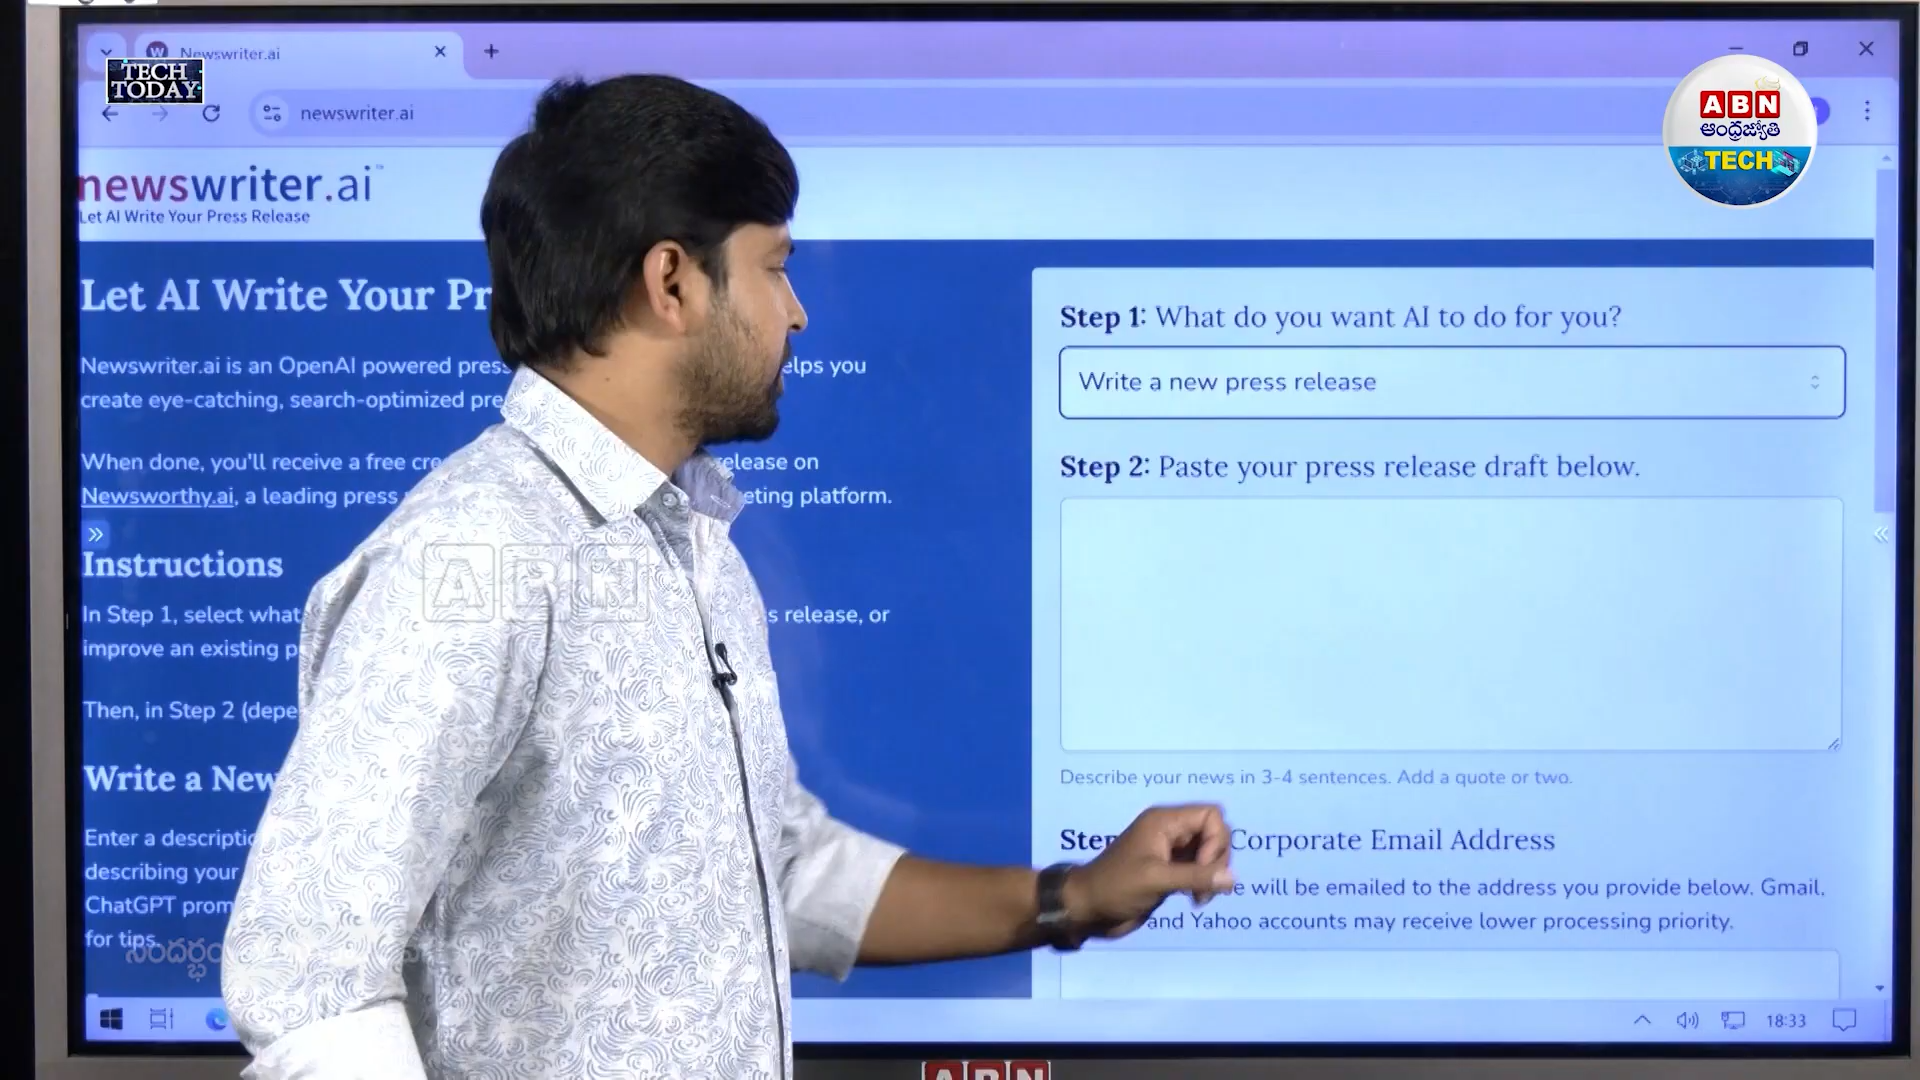 Newswriter.ai
TECH
TODAY
newswriter.ai
ABN
ఆంధ్రజ్యోతి
TECH
newswriter.ai
Let AI Write Your Press Release
Let AI Write Your Pr
Newswriter.ai is an OpenAI powered press elps you
create eye-catching, search-optimized pre
When done, you'll receive a free cre elease on
Newsworthy.ai, a leading press eting platform.
Instructions
In Step 1, select what s release, or
improve an existing p
Then, in Step 2 (depe
Write a New
Enter a descriptio
describing your
ChatGPT prom
for tips.
Step 1: What do you want AI to do for you?
Write a new press release
Step 2: Paste your press release draft below.
Describe your news in 3-4 sentences. Add a quote or two.
Step Corporate Email Address
e will be emailed to the address you provide below. Gmail,
and Yahoo accounts may receive lower processing priority.
ABN
18:33
ABN